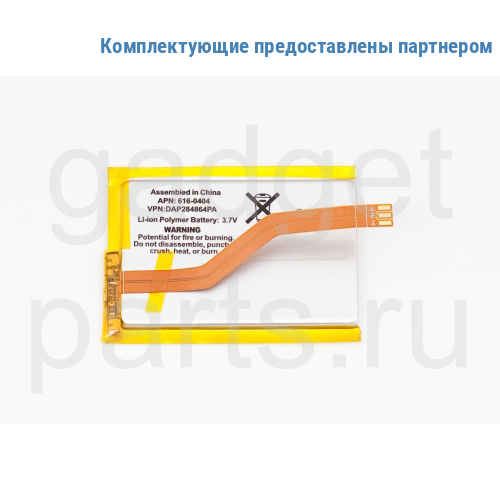 Комплектующие предоставлены партнером
gadget
Assembled in China
APN: 616-0404
VPN:DAP284864PA
Li-ion Polymer Battery: 3.7V
WARNING
Potential for fire or burning.
Do not disassemble, punct
crush, heat, or burn
parts.ru